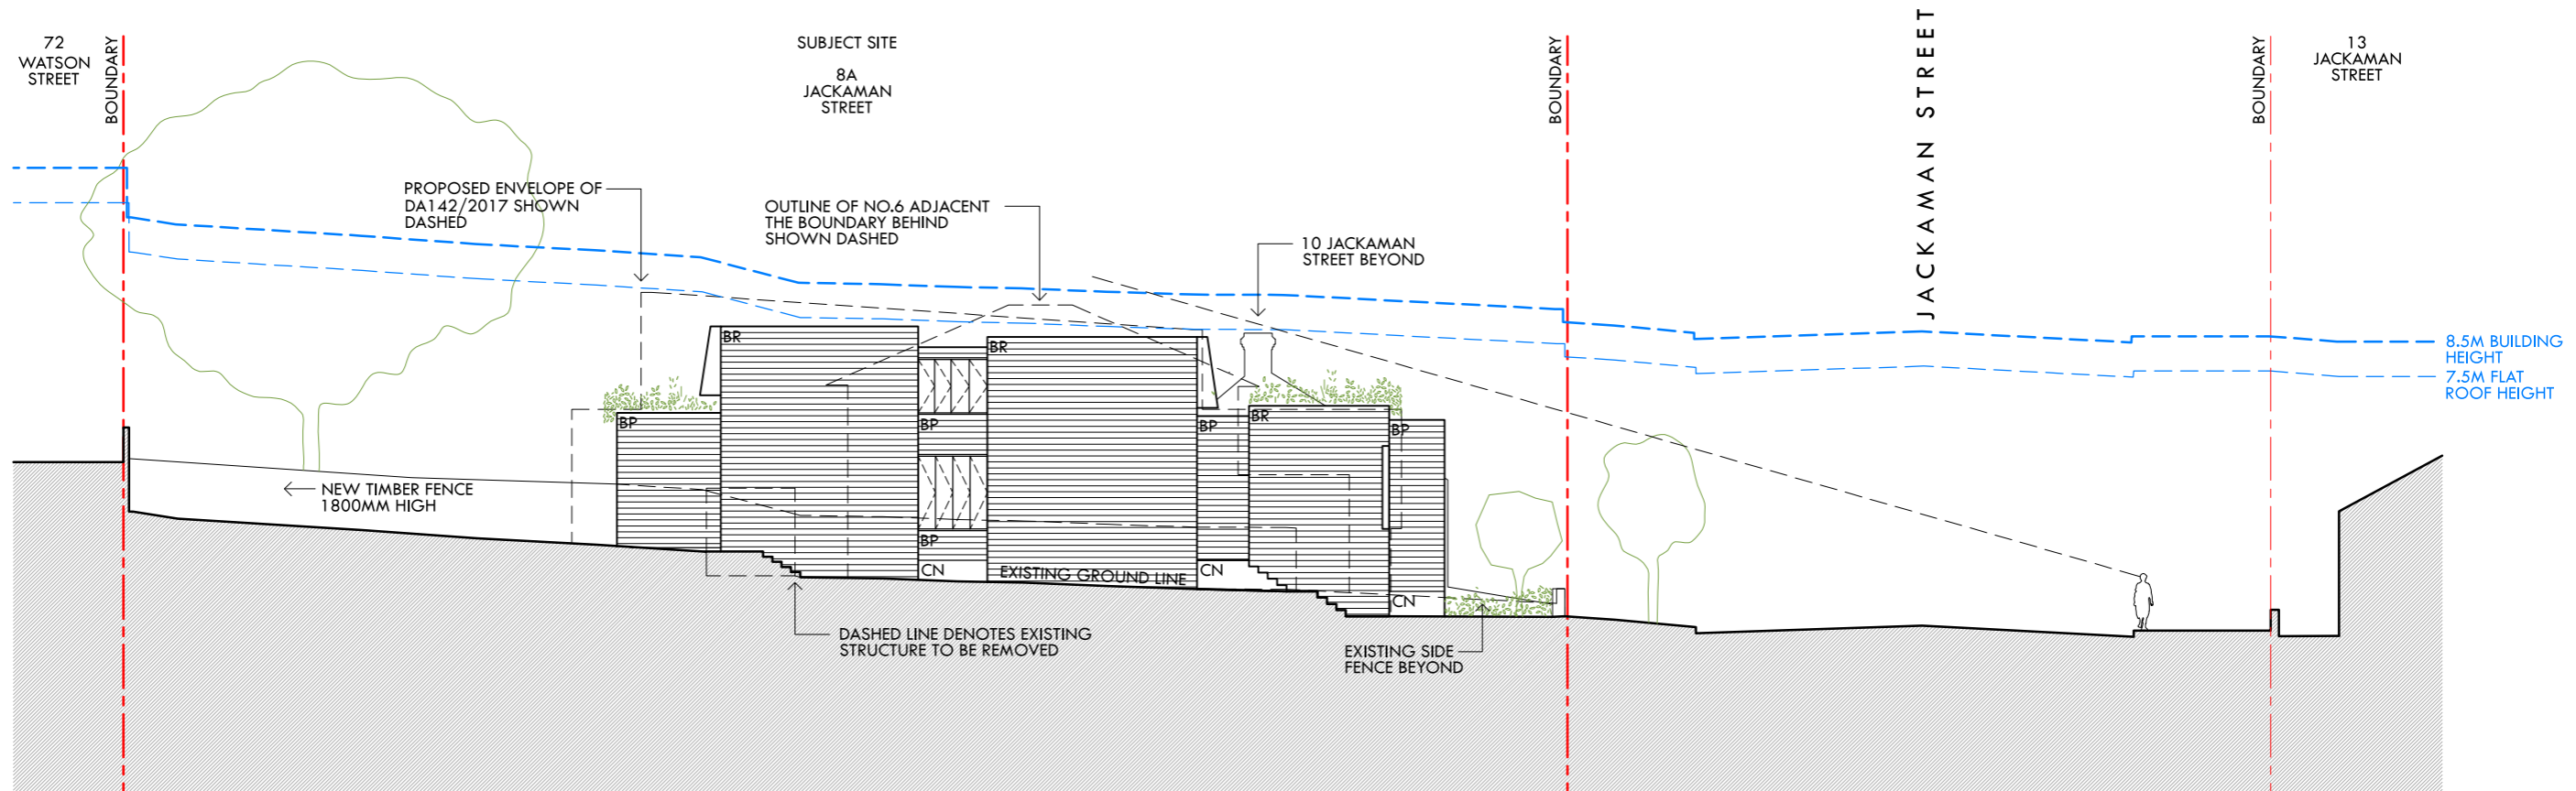 72
WATSON
STREET
BOUNDARY
SUBJECT SITE
8A
JACKAMAN
STREET
BOUNDARY
JACKAMAN STREET
BOUNDARY
13
JACKAMAN
STREET
PROPOSED ENVELOPE OF
DA142/2017 SHOWN
DASHED
OUTLINE OF NO.6 ADJACENT
THE BOUNDARY BEHIND
SHOWN DASHED
10 JACKAMAN
STREET BEYOND
8.5M BUILDING
HEIGHT
7.5M FLAT
ROOF HEIGHT
BR
BR
BP
BP
BP
BR
BP
NEW TIMBER FENCE
1800MM HIGH
BP
CN
EXISTING GROUND LINE
CN
CN
DASHED LINE DENOTES EXISTING
STRUCTURE TO BE REMOVED
EXISTING SIDE
FENCE BEYOND